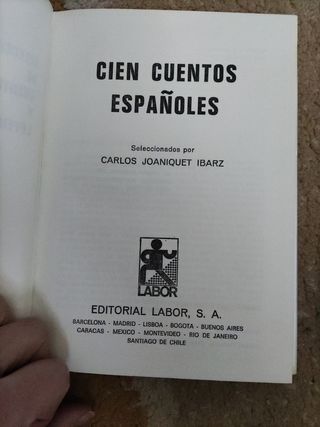 CIEN CUENTOS
ESPAÑOLES
Seleccionados por
CARLOS JOANIQUET IBARZ
LABOR
EDITORIAL LABOR, S. A.
BARCELONA - MADRID - LISBOA - BOGOTA - BUENOS AIRES
CARACAS - MEXICO - MONTEVIDEO - RIO DE JANEIRO
SANTIAGO DE CHILE